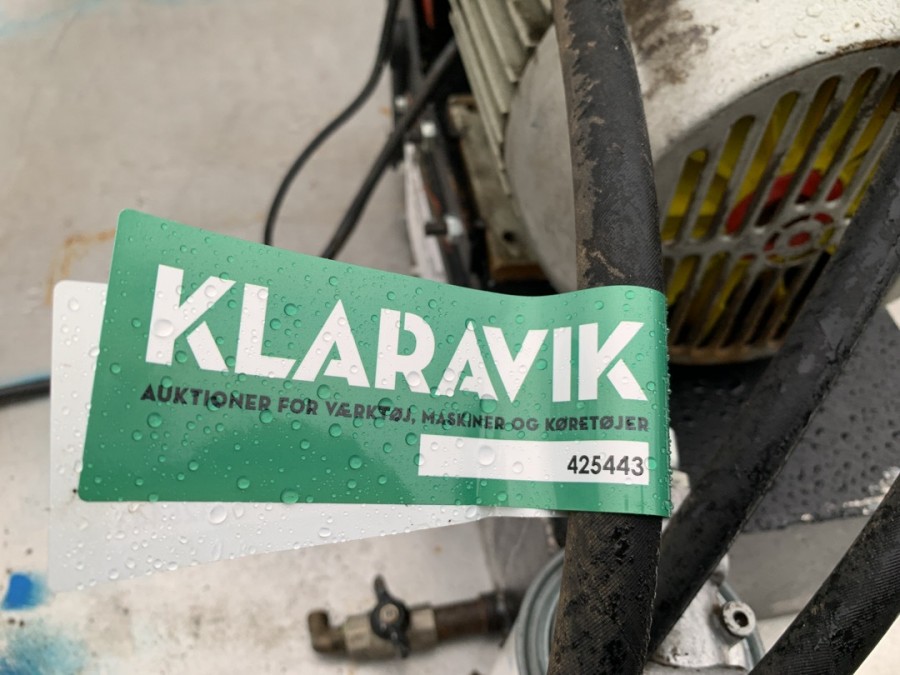 KLARAVIK
AUKTIONER FOR VÆRKTØJ, MASKINER OG KØRETØJER
425443